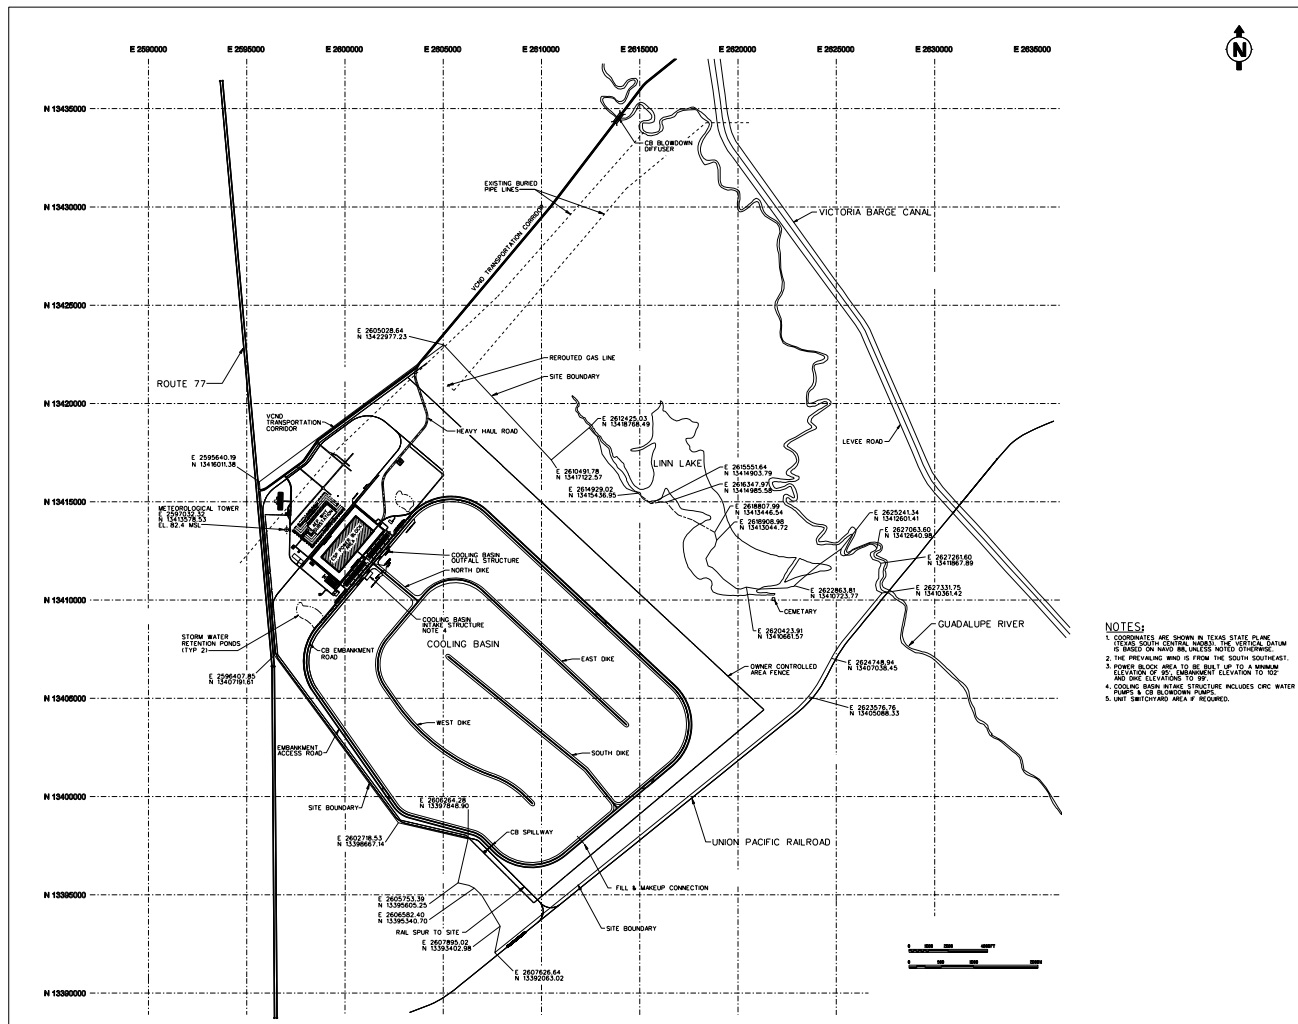 E 2590000 E 2595000 E 2600000 E 2605000 E 2610000 E 2615000 E 2620000 E 2625000 E 2630000 E 2635000
N
N 13435000
CB BLOWDOWN
DIFFUSER
EXISTING BURIED
PIPE LINES
N 13430000
VICTORIA BARGE CANAL
VCND TRANSPORTATION CORRIDOR
N 13425000
E 2605028.64
N 13422977.23
REROUTED GAS LINE
SITE BOUNDARY
ROUTE 77
N 13420000
VCND
TRANSPORTATION
CORRIDOR
HEAVY HAUL ROAD
E 2612425.03
N 13418768.49
LEVEE ROAD
E 2595640.19
N 13416011.38
E 2610491.78
N 13417122.57
LINN LAKE
E 2615551.64
N 13414903.79
E 2614929.02
N 13415436.95
E 2616347.97
N 13414985.58
N 13415000
METEOROLOGICAL TOWER
E 2597032.32
N 13413578.53
EL. 82.4 MSL
E 2618807.99
N 13413446.54
E 2618908.98
N 13413044.72
E 2625241.34
N 13412601.41
E 2627063.60
N 13412640.98
COOLING BASIN
OUTFALL STRUCTURE
NORTH DIKE
E 2627261.60
N 13411867.89
E 2622863.81
N 13410723.77
E 2627331.75
N 13410361.42
N 13410000
CEMETARY
COOLING BASIN
INTAKE STRUCTURE
NOTE 4
STORM WATER
RETENTION PONDS
(TYP 2)
CB EMBANKMENT
ROAD
COOLING BASIN
E 2620423.91
N 13410661.57
GUADALUPE RIVER
EAST DIKE
E 2596407.85
N 13407191.61
OWNER CONTROLLED
AREA FENCE
E 2624748.94
N 13407038.45
N 13405000
E 2623576.76
N 13405088.33
WEST DIKE
EMBANKMENT
ACCESS ROAD
SOUTH DIKE
N 13400000
SITE BOUNDARY
E 2606264.28
N 13397848.90
E 2602718.53
N 13398667.14
CB SPILLWAY
UNION PACIFIC RAILROAD
N 13395000
FILL & MAKEUP CONNECTION
E 2605753.39
N 13395605.25
E 2606582.40
N 13395340.70
RAIL SPUR TO SITE
SITE BOUNDARY
E 2607895.02
N 13393402.98
E 2607626.64
N 13392063.02
N 13390000
NOTES:
1. COORDINATES ARE SHOWN IN TEXAS STATE PLANE
(TEXAS SOUTH CENTRAL NAD83). THE VERTICAL DATUM
IS BASED ON NAVD 88, UNLESS NOTED OTHERWISE.
2. THE PREVAILING WIND IS FROM THE SOUTH SOUTHEAST.
3. POWER BLOCK AREA TO BE BUILT UP TO A MINIMUM
ELEVATION OF 95', EMBANKMENT ELEVATION TO 102'
AND DIKE ELEVATIONS TO 99'.
4. COOLING BASIN INTAKE STRUCTURE INCLUDES CIRC WATER
PUMPS & CB BLOWDOWN PUMPS.
5. UNIT SWITCHYARD AREA IF REQUIRED.